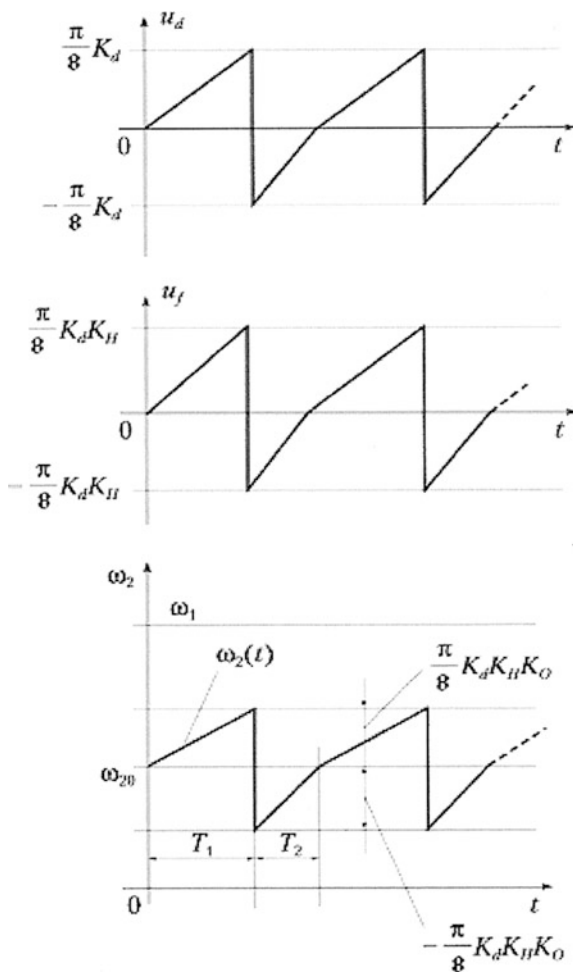 u_d
π/8 K_d
0
t
− π/8 K_d
u_f
π/8 K_d K_H
0
t
− π/8 K_d K_H
ω_2
ω_1
ω_2(t)
π/8 K_d K_H K_O
ω_20
T_1
T_2
0
t
− π/8 K_d K_H K_O